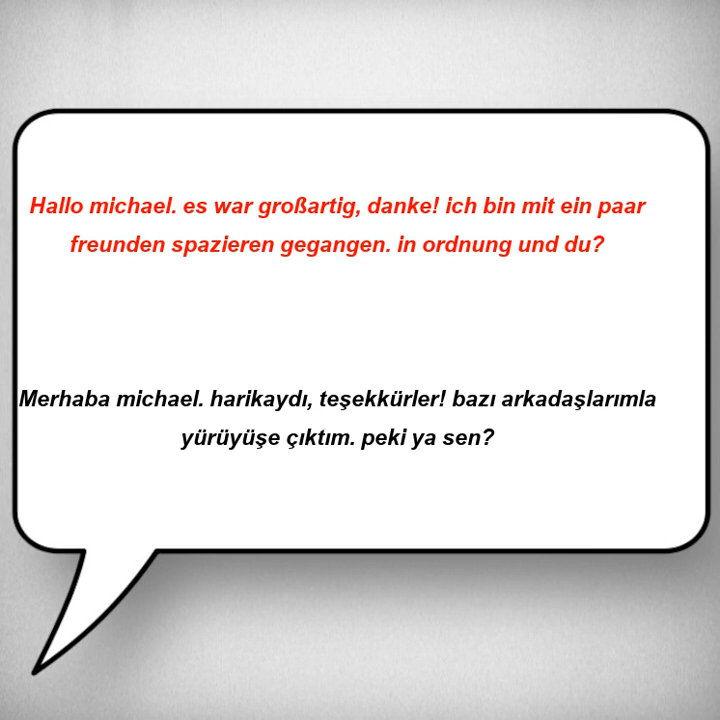 Hallo michael. es war großartig, danke! ich bin mit ein paar
freunden spazieren gegangen. in ordnung und du?
Merhaba michael. harikaydı, teşekkürler! bazı arkadaşlarımla
yürüyüşe çıktım. peki ya sen?